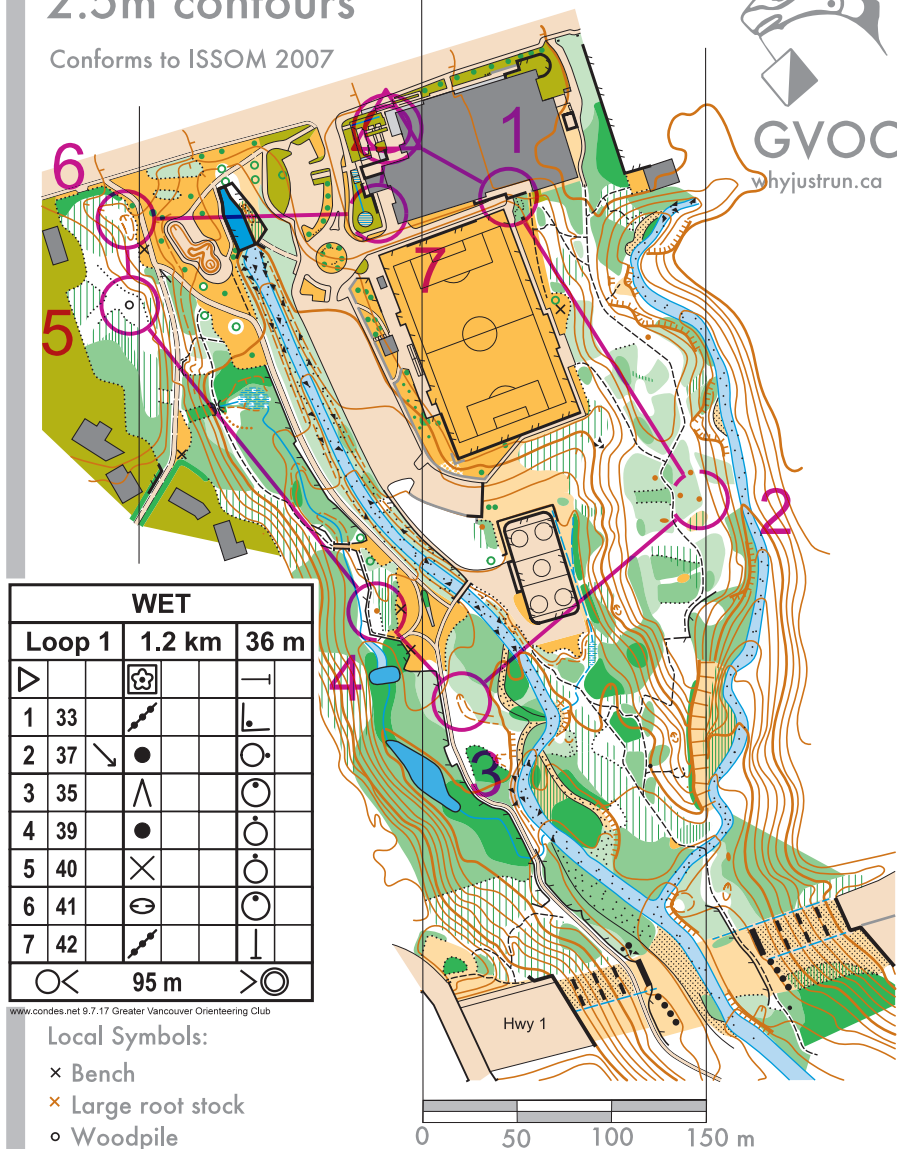 2.5m contours
Conforms to ISSOM 2007
GVOC
whyjustrun.ca
1
6
7
5
2
4
3
WET
Loop 1 1.2 km 36 m
1 33
2 37
3 35
4 39
5 40
6 41
7 42
95 m
www.condes.net 9.7.17 Greater Vancouver Orienteering Club
Local Symbols:
Bench
Large root stock
Woodpile
Hwy 1
0 50 100 150 m